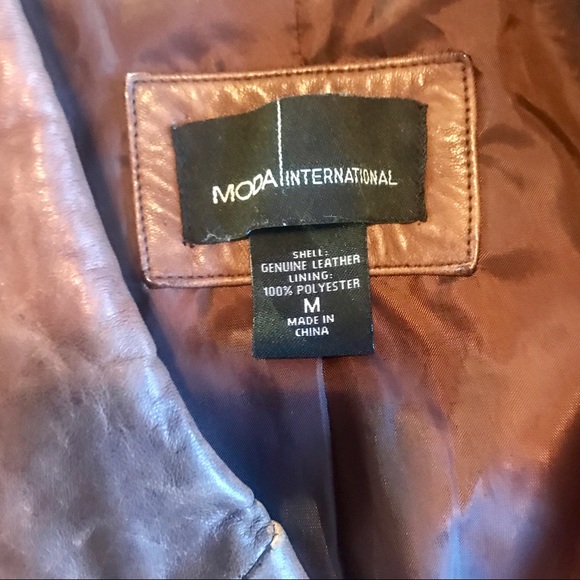 MODA INTERNATIONAL
SHELL:
GENUINE LEATHER
LINING:
100% POLYESTER
M
MADE IN
CHINA